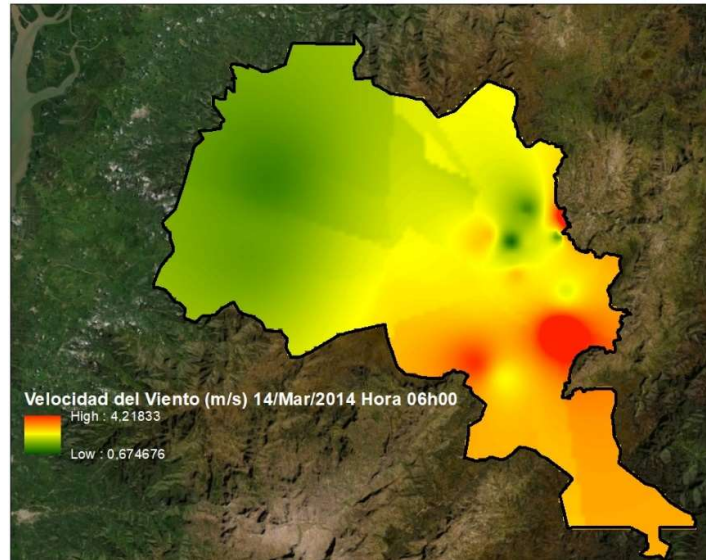 Velocidad del Viento (m/s) 14/Mar/2014 Hora 06h00
High : 4.21833
Low : 0,674676